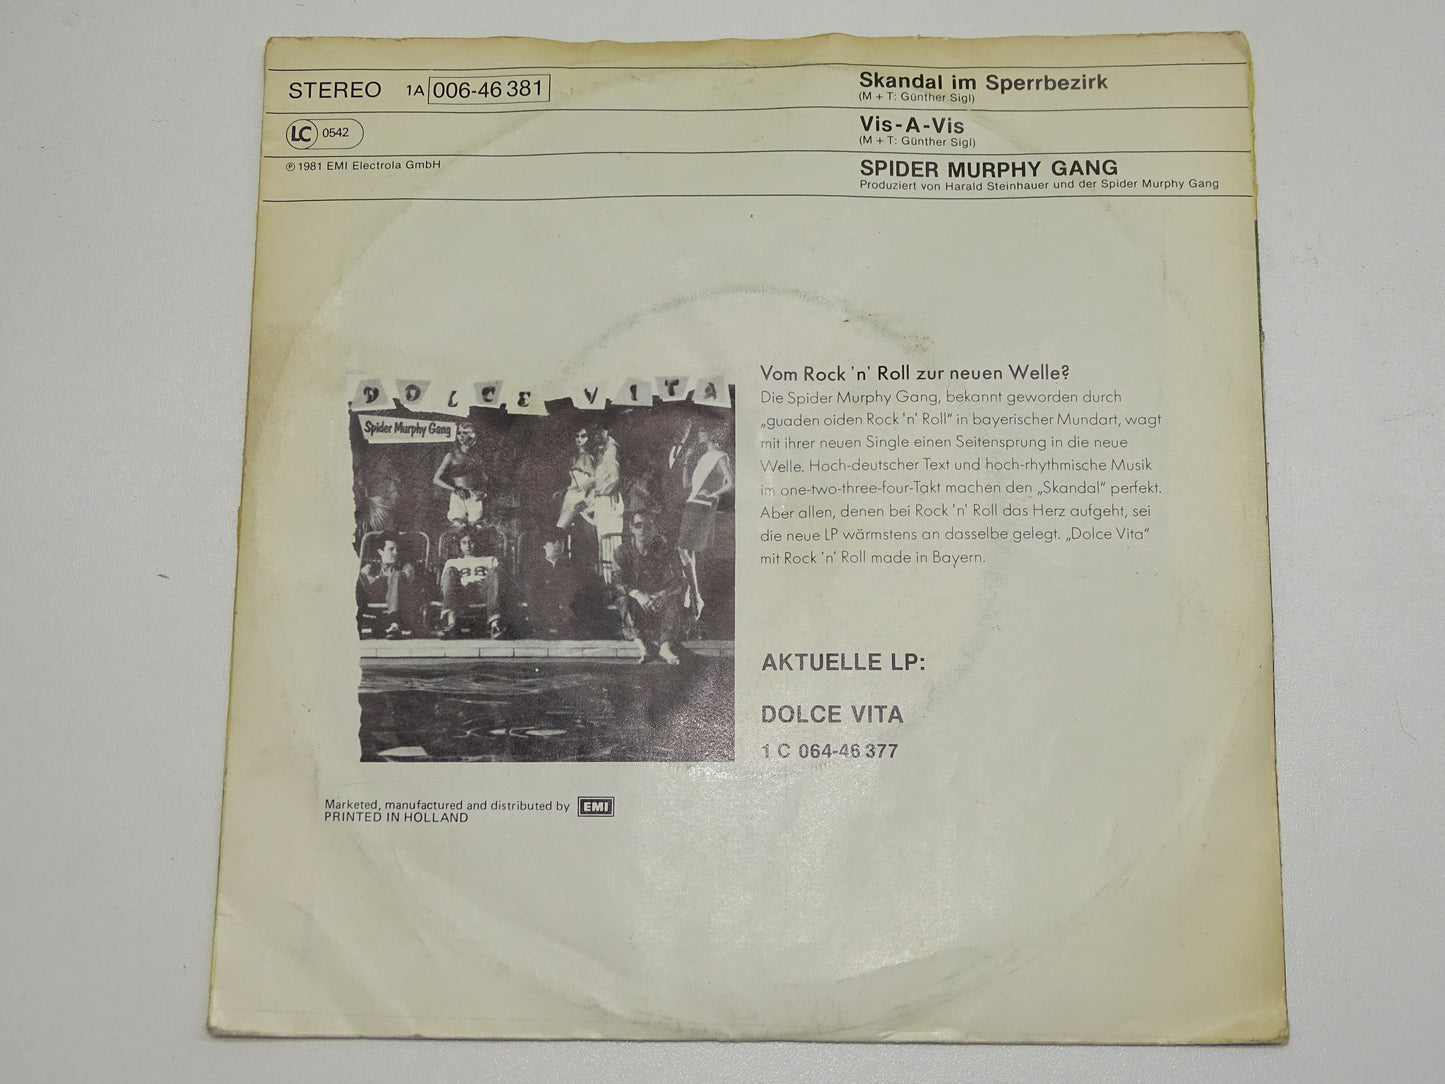 STEREO 1A 006-46 381
LC 0542
℗ 1981 EMI Electrola GmbH
Skandal im Sperrbezirk
(M + T: Günther Sigl)
Vis-A-Vis
(M + T: Günther Sigl)
SPIDER MURPHY GANG
Produziert von Harald Steinhauer und der Spider Murphy Gang
DOLCE VITA
Spider Murphy Gang
Vom Rock 'n' Roll zur neuen Welle?
Die Spider Murphy Gang, bekannt geworden durch
„guaden oiden Rock 'n' Roll“ in bayerischer Mundart, wagt
mit ihrer neuen Single einen Seitensprung in die neue
Welle. Hoch-deutscher Text und hoch-rhythmische Musik
im one-two-three-four-Takt machen den „Skandal“ perfekt.
Aber allen, denen bei Rock 'n' Roll das Herz aufgeht, sei
die neue LP wärmstens an dasselbe gelegt. „Dolce Vita“
mit Rock 'n' Roll made in Bayern.
AKTUELLE LP:
DOLCE VITA
1 C 064-46 377
Marketed, manufactured and distributed by EMI
PRINTED IN HOLLAND